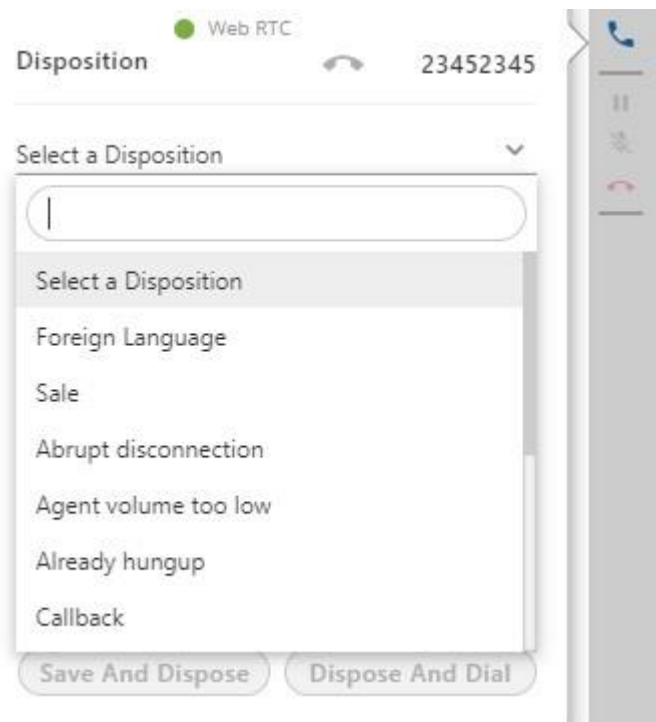 Web RTC
Disposition 23452345
Select a Disposition
Select a Disposition
Foreign Language
Sale
Abrupt disconnection
Agent volume too low
Already hungup
Callback
Save And Dispose Dispose And Dial